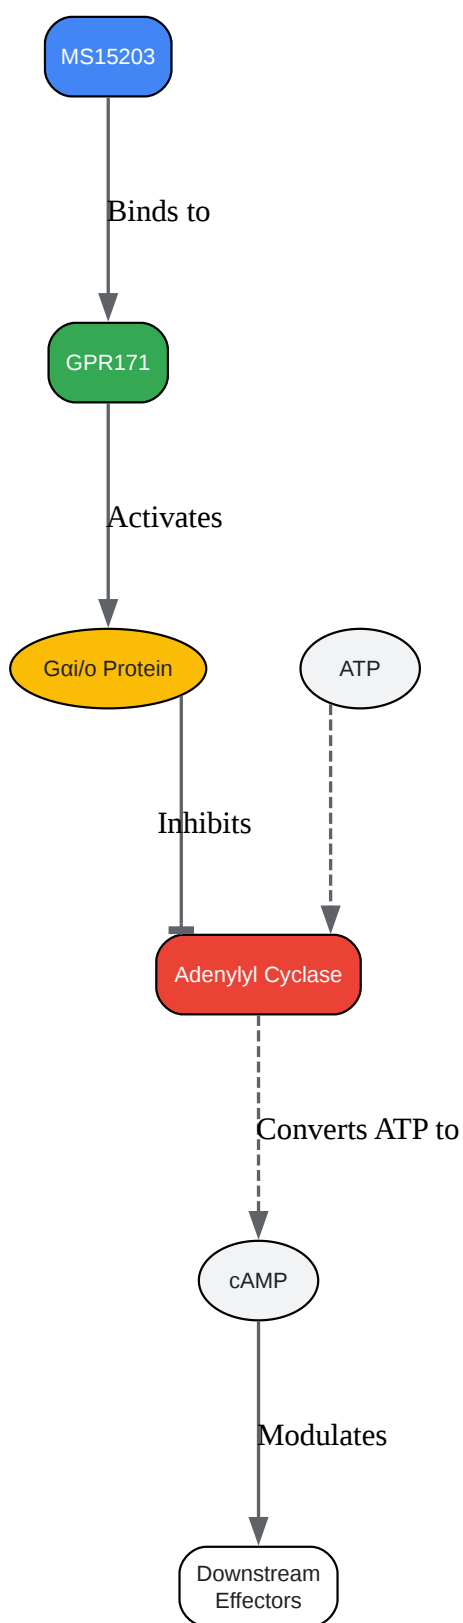 MS15203
Binds to
GPR171
Activates
Gαi/o Protein
ATP
Inhibits
Adenylyl Cyclase
Converts ATP to
cAMP
Modulates
Downstream
Effectors